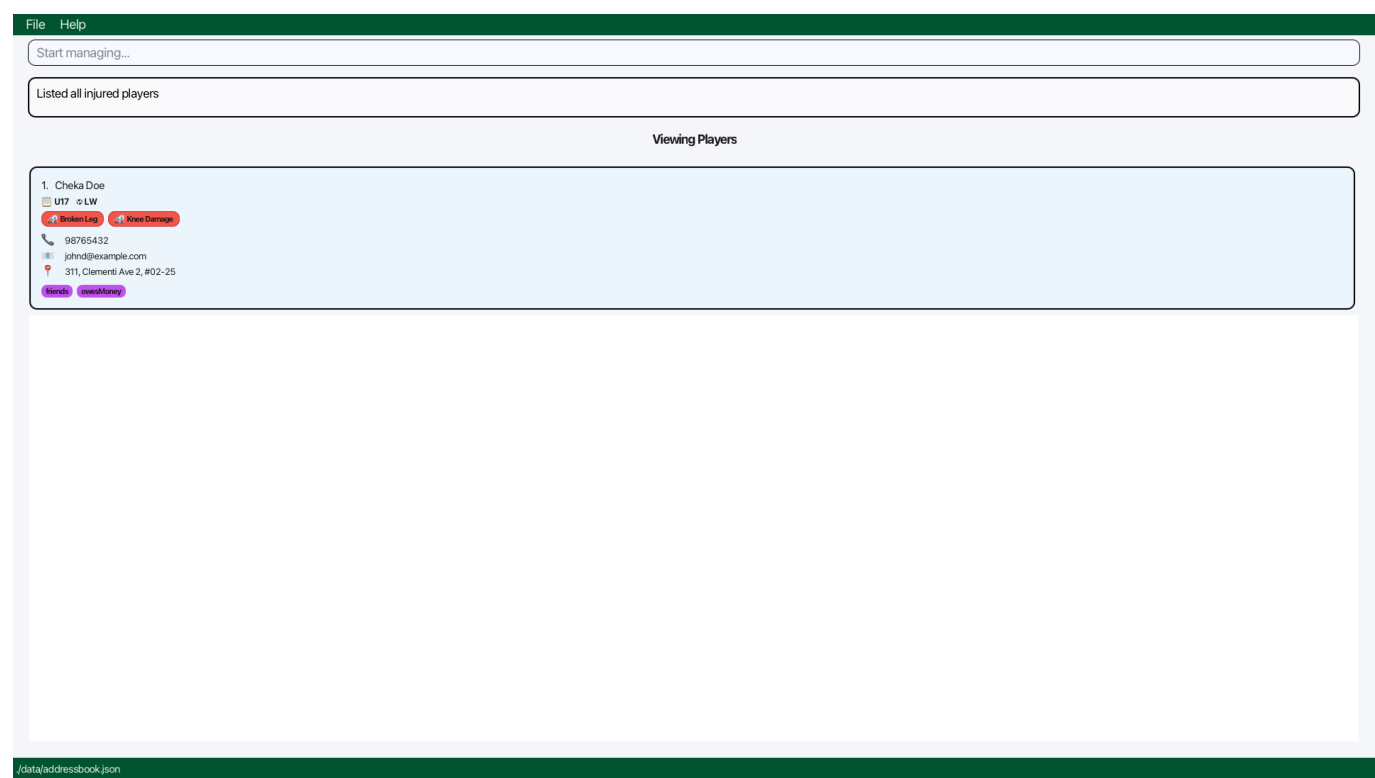 File Help
Start managing...
Listed all injured players
Viewing Players
1. Cheka Doe
U17 LW
Broken Leg Knee Damage
98765432
johnd@example.com
311, Clementi Ave 2, #02-25
friends owesMoney
./data/addressbook.json